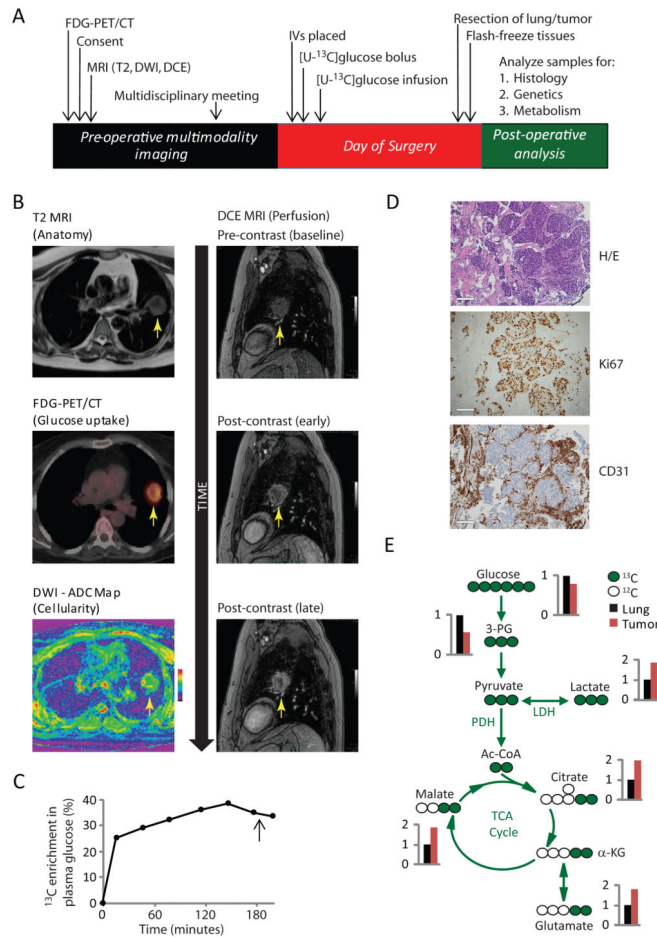 A
FDG-PET/CT
Consent
MRI (T2, DWI, DCE)
Multidisciplinary meeting
IVs placed
[U-¹³C]glucose bolus
[U-¹³C]glucose infusion
Resection of lung/tumor
Flash-freeze tissues
Analyze samples for:
1. Histology
2. Genetics
3. Metabolism
Pre-operative multimodality
imaging
Day of Surgery
Post-operative
analysis
B
T2 MRI
(Anatomy)
DCE MRI (Perfusion)
Pre-contrast (baseline)
FDG-PET/CT
(Glucose uptake)
Post-contrast (early)
TIME
DWI - ADC Map
(Cellularity)
Post-contrast (late)
C
¹³C enrichment in
plasma glucose (%)
40
30
20
10
0
0 60 120 180
Time (minutes)
D
H/E
Ki67
CD31
E
Glucose
1
0
¹³C
¹²C
Lung
Tumor
3-PG
1
0
Pyruvate
Lactate
LDH
2
1
0
PDH
Ac-CoA
Citrate
2
1
0
Malate
2
1
0
TCA
Cycle
α-KG
Glutamate
2
1
0